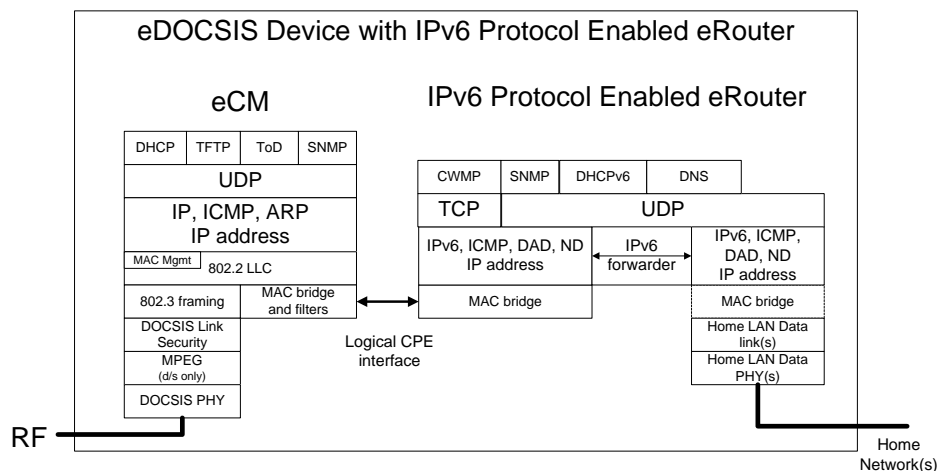 eDOCSIS Device with IPv6 Protocol Enabled eRouter
eCM
IPv6 Protocol Enabled eRouter
DHCP TFTP ToD SNMP
UDP
IP, ICMP, ARP
IP address
MAC Mgmt
802.2 LLC
802.3 framing
MAC bridge
and filters
DOCSIS Link
Security
MPEG
(d/s only)
DOCSIS PHY
RF
Logical CPE
interface
CWMP SNMP DHCPv6 DNS
TCP UDP
IPv6, ICMP, DAD, ND
IP address
IPv6
forwarder
IPv6, ICMP,
DAD, ND
IP address
MAC bridge
MAC bridge
Home LAN Data
link(s)
Home LAN Data
PHY(s)
Home
Network(s)